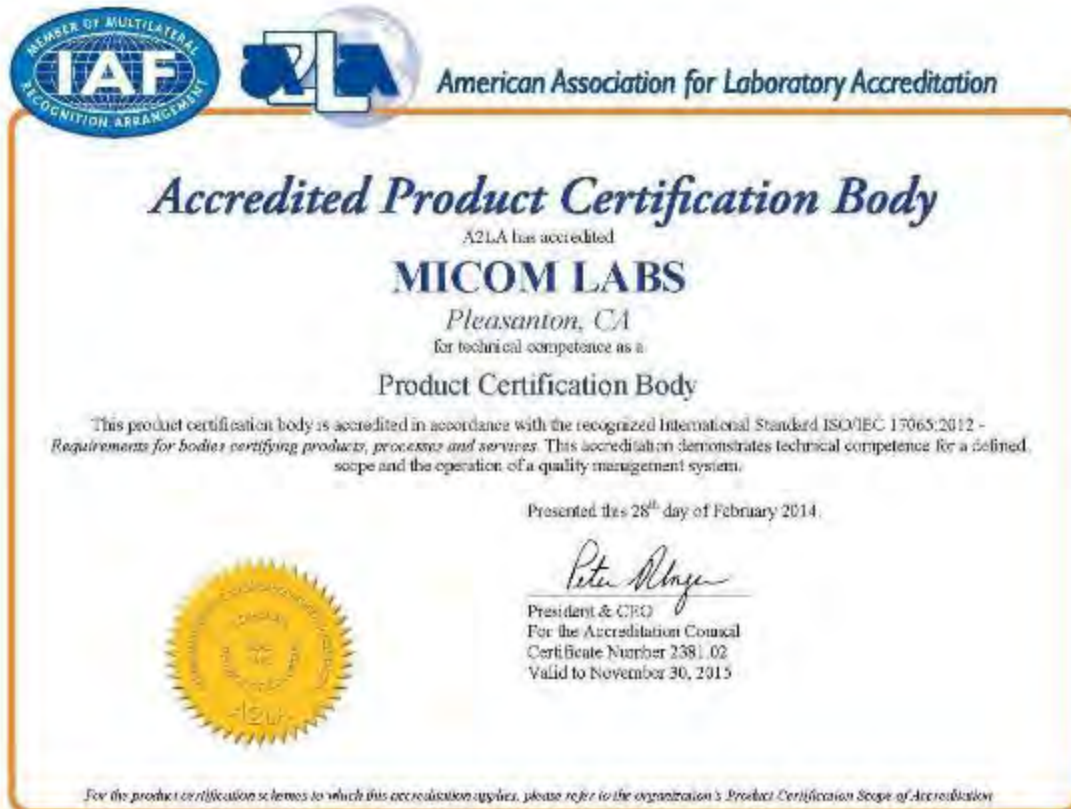 MEMBER OF MULTILATERAL
IAF
RECOGNITION ARRANGEMENT
A2LA
American Association for Laboratory Accreditation
Accredited Product Certification Body
A2LA has accredited
MICOM LABS
Pleasanton, CA
for technical competence as a
Product Certification Body
This product certification body is accredited in accordance with the recognized International Standard ISO/IEC 17065:2012 -
Requirements for bodies certifying products, processes and services. This accreditation demonstrates technical competence for a defined
scope and the operation of a quality management system.
Presented this 28th day of February 2014.
President & CEO
For the Accreditation Council
Certificate Number 2381.02
Valid to November 30, 2015
A2LA
For the product certification schemes to which this accreditation applies, please refer to the organization's Product Certification Scope of Accreditation